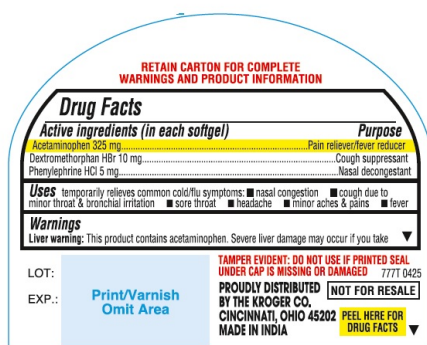 RETAIN CARTON FOR COMPLETE
WARNINGS AND PRODUCT INFORMATION
Drug Facts
Active ingredients (in each softgel) Purpose
Acetaminophen 325 mg..........Pain reliever/fever reducer
Dextromethorphan HBr 10 mg..........Cough suppressant
Phenylephrine HCl 5 mg..........Nasal decongestant
Uses temporarily relieves common cold/flu symptoms: ■ nasal congestion ■ cough due to
minor throat & bronchial irritation ■ sore throat ■ headache ■ minor aches & pains ■ fever
Warnings
Liver warning: This product contains acetaminophen. Severe liver damage may occur if you take ▼
LOT:
EXP.:
Print/Varnish
Omit Area
TAMPER EVIDENT: DO NOT USE IF PRINTED SEAL
UNDER CAP IS MISSING OR DAMAGED 777T 0425
PROUDLY DISTRIBUTED
BY THE KROGER CO.
CINCINNATI, OHIO 45202
MADE IN INDIA
NOT FOR RESALE
PEEL HERE FOR
DRUG FACTS ▼